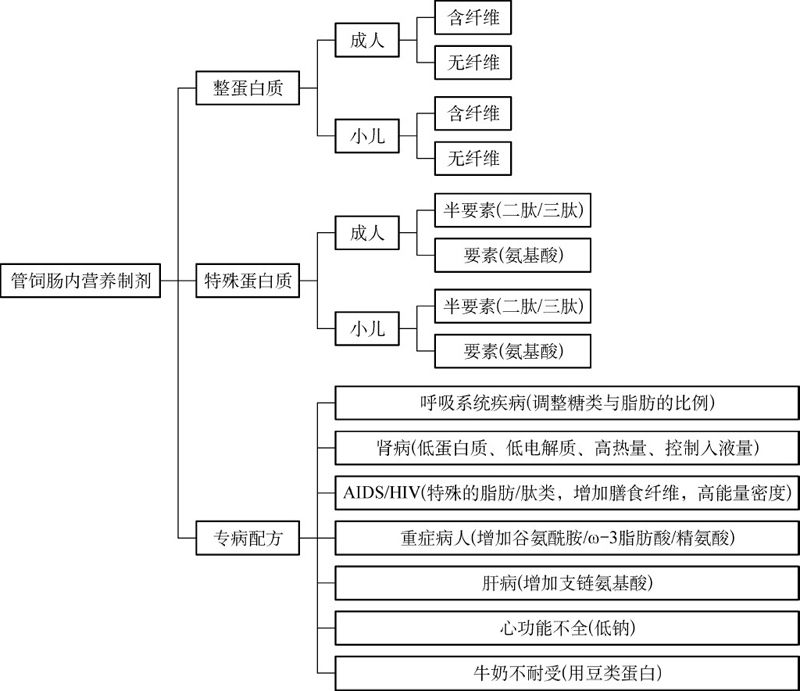 管饲肠内营养制剂
整蛋白质
成人
含纤维
无纤维
小儿
含纤维
无纤维
特殊蛋白质
成人
半要素(二肽/三肽)
要素(氨基酸)
小儿
半要素(二肽/三肽)
要素(氨基酸)
专病配方
呼吸系统疾病(调整糖类与脂肪的比例)
肾病(低蛋白质、低电解质、高热量、控制入液量)
AIDS/HIV(特殊的脂肪/肽类，增加膳食纤维，高能量密度)
重症病人(增加谷氨酰胺/ω-3脂肪酸/精氨酸)
肝病(增加支链氨基酸)
心功能不全(低钠)
牛奶不耐受(用豆类蛋白)